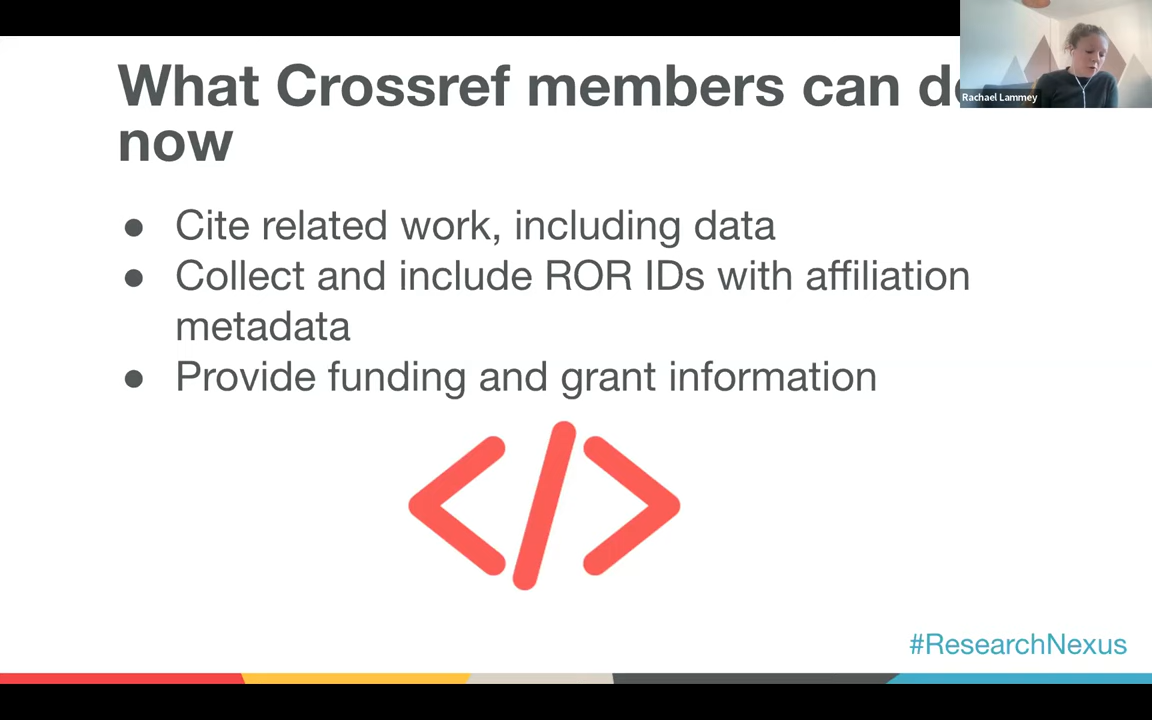 What Crossref members can d
now
Rachael Lammey
● Cite related work, including data
● Collect and include ROR IDs with affiliation
metadata
● Provide funding and grant information
</>
#ResearchNexus